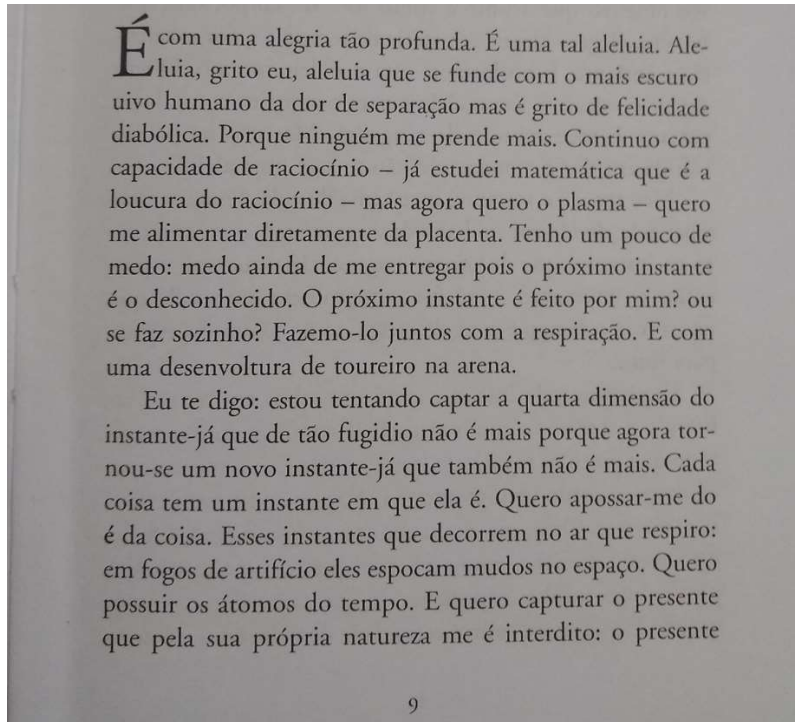 É com uma alegria tão profunda. É uma tal aleluia. Ale-
luia, grito eu, aleluia que se funde com o mais escuro
uivo humano da dor de separação mas é grito de felicidade
diabólica. Porque ninguém me prende mais. Continuo com
capacidade de raciocínio – já estudei matemática que é a
loucura do raciocínio – mas agora quero o plasma – quero
me alimentar diretamente da placenta. Tenho um pouco de
medo: medo ainda de me entregar pois o próximo instante
é o desconhecido. O próximo instante é feito por mim? ou
se faz sozinho? Fazemo-lo juntos com a respiração. E com
uma desenvoltura de toureiro na arena.
Eu te digo: estou tentando captar a quarta dimensão do
instante-já que de tão fugidio não é mais porque agora tor-
nou-se um novo instante-já que também não é mais. Cada
coisa tem um instante em que ela é. Quero apossar-me do
é da coisa. Esses instantes que decorrem no ar que respiro:
em fogos de artifício eles espocam mudos no espaço. Quero
possuir os átomos do tempo. E quero capturar o presente
que pela sua própria natureza me é interdito: o presente
9